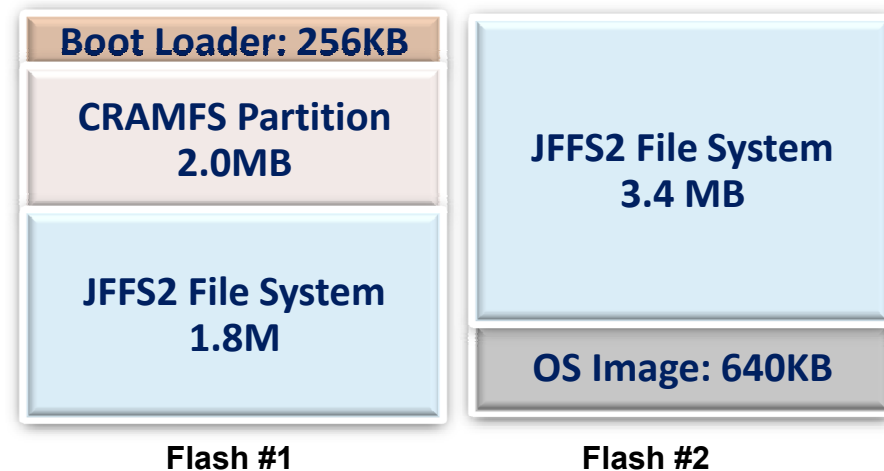 Boot Loader: 256KB
CRAMFS Partition
2.0MB
JFFS2 File System
1.8M
Flash #1
JFFS2 File System
3.4 MB
OS Image: 640KB
Flash #2